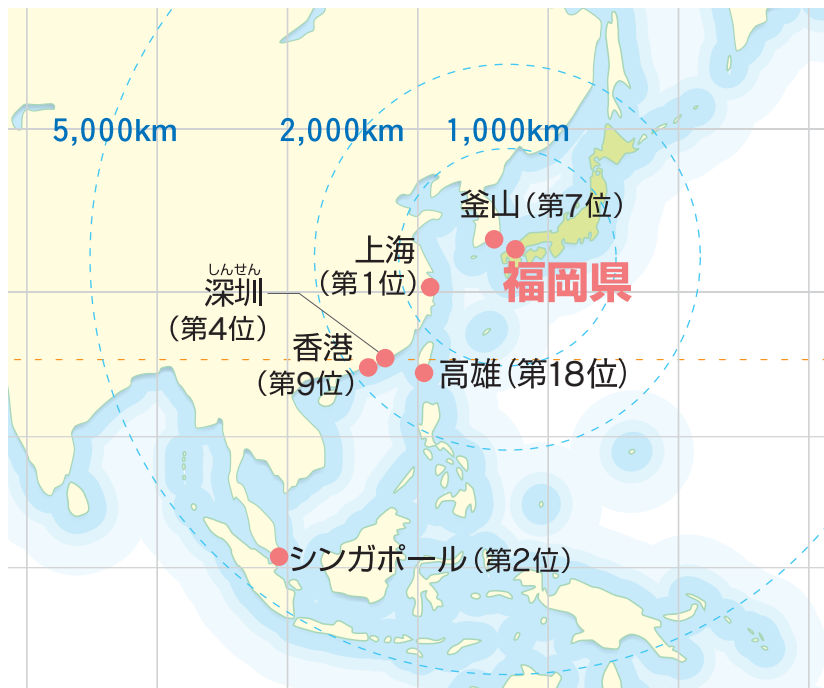 5,000km
2,000km
1,000km
釜山(第7位)
上海
(第1位)
福岡県
しんせん
深圳
(第4位)
香港
(第9位)
高雄(第18位)
シンガポール(第2位)